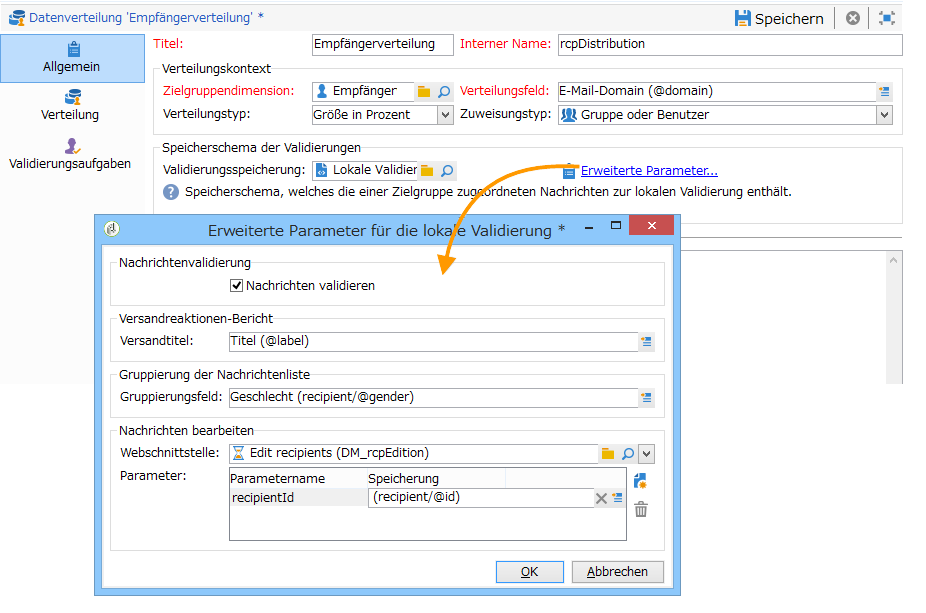 Datenverteilung 'Empfängerverteilung' *
Speichern
Allgemein
Verteilung
Validierungsaufgaben
Titel: Empfängerverteilung Interner Name: rcpDistribution
Verteilungskontext
Zielgruppendimension: Empfänger Verteilungsfeld: E-Mail-Domain (@domain)
Verteilungstyp: Größe in Prozent Zuweisungstyp: Gruppe oder Benutzer
Speicherschema der Validierungen
Validierungsspeicherung: Lokale Validier Erweiterte Parameter...
Speicherschema, welches die einer Zielgruppe zugeordneten Nachrichten zur lokalen Validierung enthält.
Erweiterte Parameter für die lokale Validierung *
Nachrichtenvalidierung
Nachrichten validieren
Versandreaktionen-Bericht
Versandtitel: Titel (@label)
Gruppierung der Nachrichtenliste
Gruppierungsfeld: Geschlecht (recipient/@gender)
Nachrichten bearbeiten
Webschnittstelle: Edit recipients (DM_rcpEdition)
Parameter: Parametername Speicherung
recipientId (recipient/@id)
OK Abbrechen